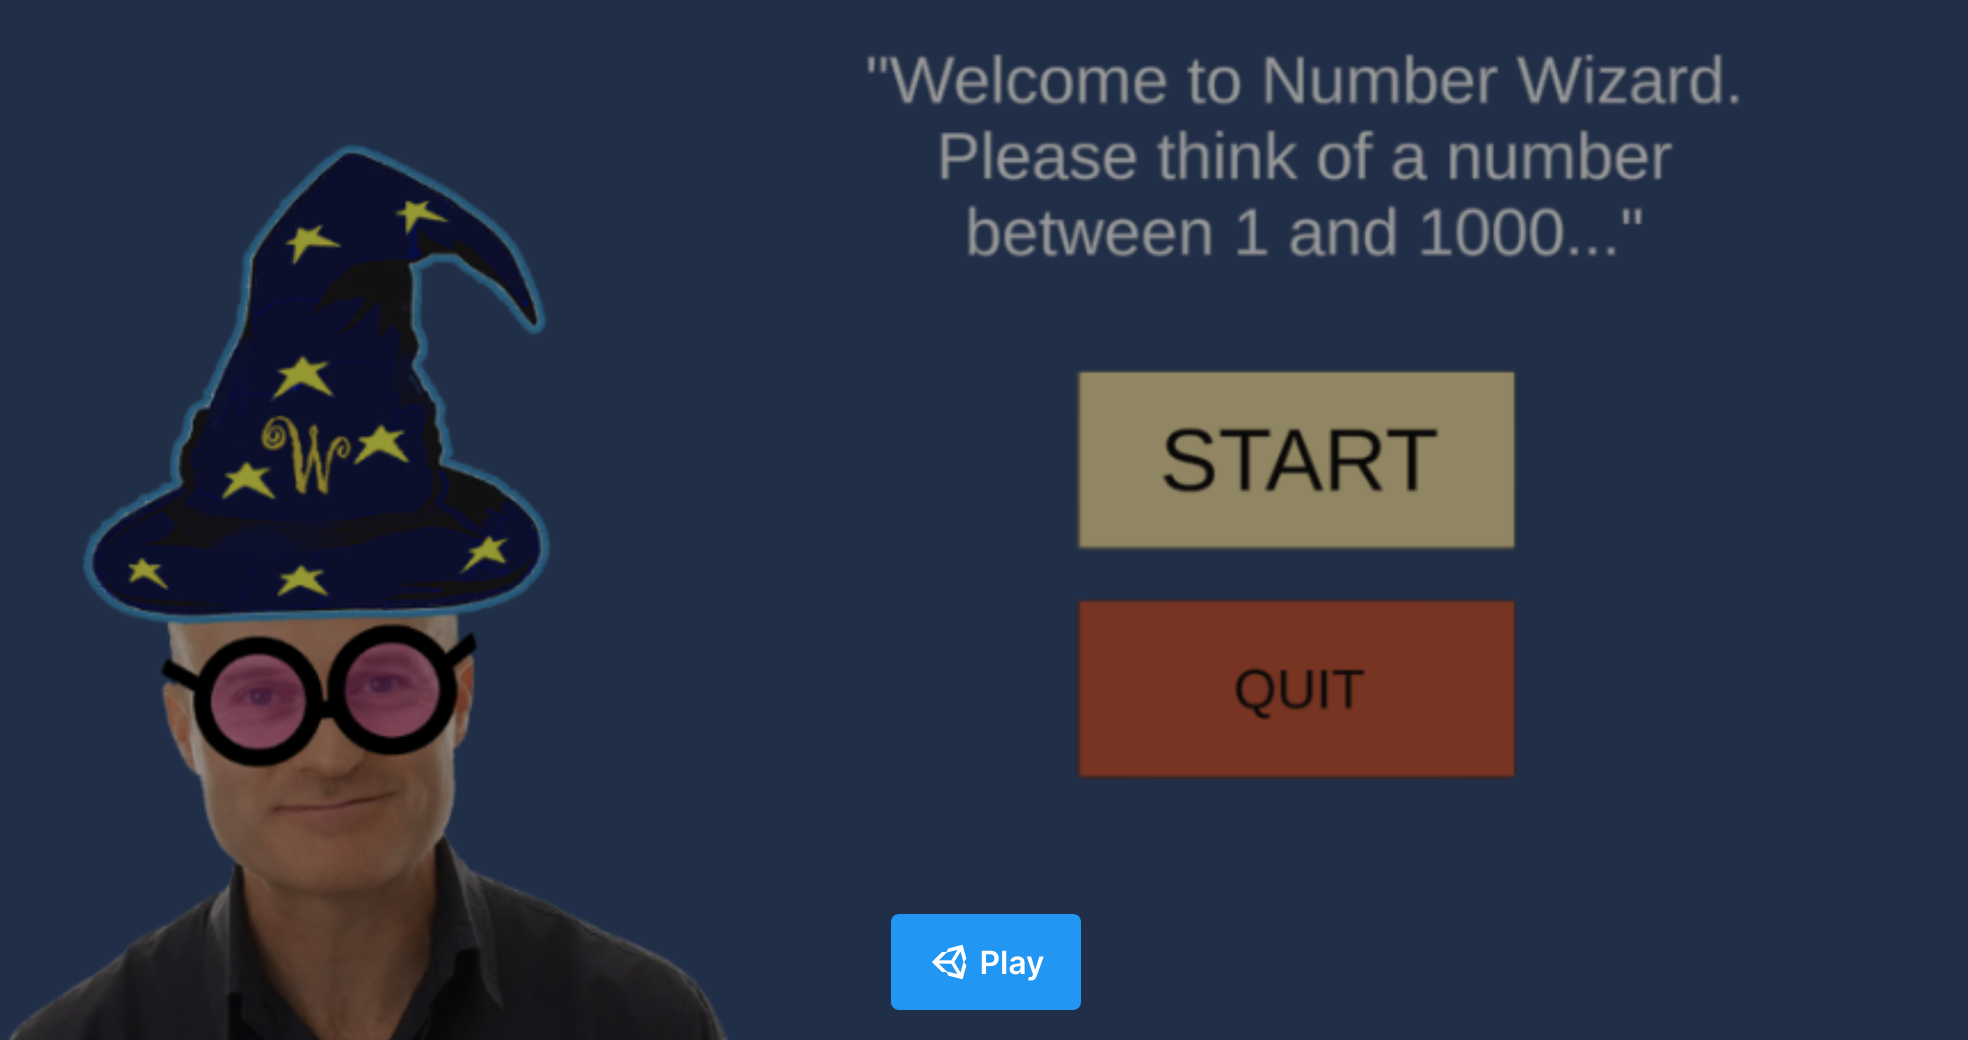 "Welcome to Number Wizard.
Please think of a number
between 1 and 1000..."
W
START
QUIT
Play